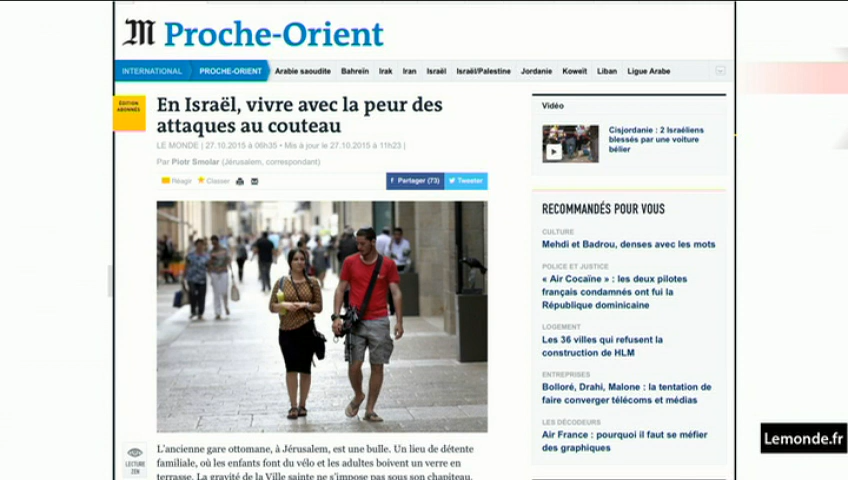 M Proche-Orient
INTERNATIONAL PROCHE-ORIENT Arabie saoudite Bahreïn Irak Iran Israël Israël/Palestine Jordanie Koweït Liban Ligue Arabe
ÉDITION
ABONNÉS
En Israël, vivre avec la peur des
attaques au couteau
LE MONDE | 27.10.2015 à 06h35 • Mis à jour le 27.10.2015 à 11h23 |
Par Piotr Smolar (Jérusalem, correspondant)
Réagir Classer
f Partager (73) Tweeter
L'ancienne gare ottomane, à Jérusalem, est une bulle. Un lieu de détente
familiale, où les enfants font du vélo et les adultes boivent un verre en
terrasse. La gravité de la Ville sainte ne s'impose pas sous son chapiteau.
LECTURE
ZEN
Vidéo
Cisjordanie : 2 Israéliens
blessés par une voiture
bélier
RECOMMANDÉS POUR VOUS
CULTURE
Mehdi et Badrou, denses avec les mots
POLICE ET JUSTICE
« Air Cocaïne » : les deux pilotes
français condamnés ont fui la
République dominicaine
LOGEMENT
Les 36 villes qui refusent la
construction de HLM
ENTREPRISES
Bolloré, Drahi, Malone : la tentation de
faire converger télécoms et médias
LES DÉCODEURS
Air France : pourquoi il faut se méfier
des graphiques
Lemonde.fr